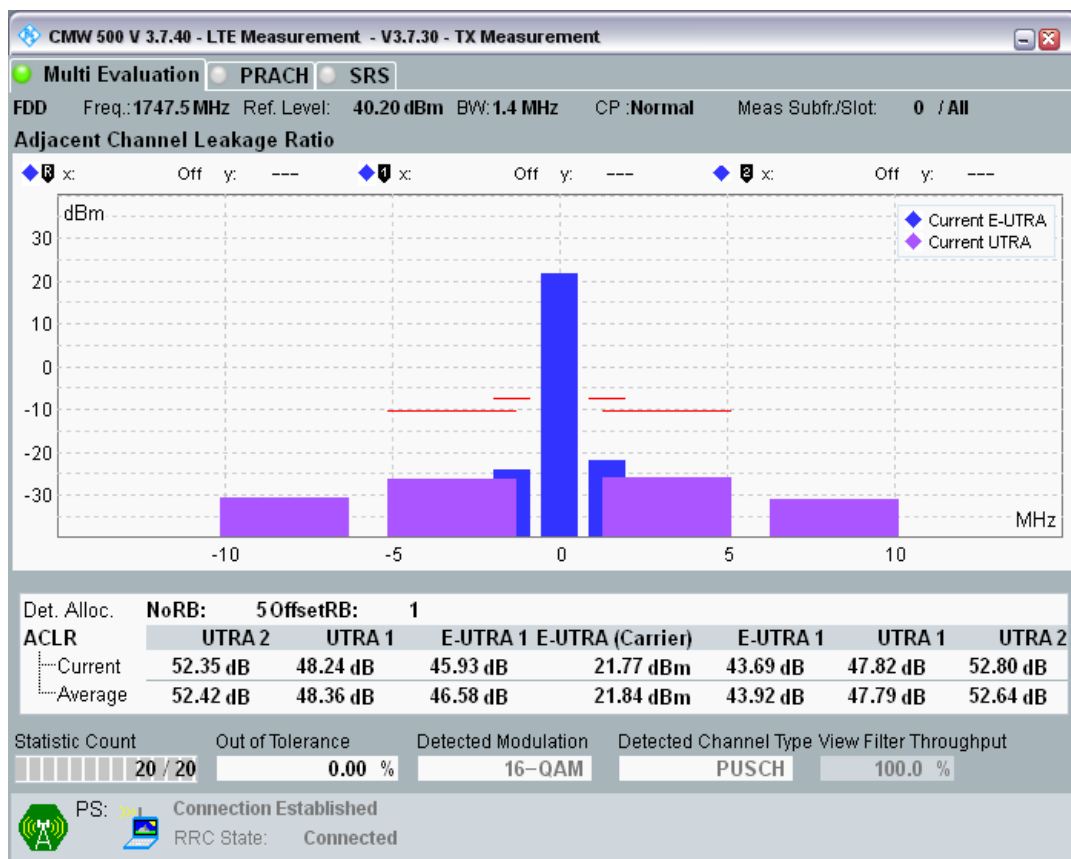 CMW 500 V 3.7.40 - LTE Measurement - V3.7.30 - TX Measurement
Multi Evaluation PRACH SRS
FDD Freq.: 1747.5 MHz Ref. Level: 40.20 dBm BW: 1.4 MHz CP : Normal Meas Subfr./Slot: 0 / All
Adjacent Channel Leakage Ratio
R x: Off y: --- 1 x: Off y: --- 2 x: Off y: ---
dBm
Current E-UTRA
Current UTRA
30
20
10
0
-10
-20
-30
MHz
-10 -5 0 5 10
Det. Alloc. NoRB: 5 OffsetRB: 1
ACLR UTRA 2 UTRA 1 E-UTRA 1 E-UTRA (Carrier) E-UTRA 1 UTRA 1 UTRA 2
Current 52.35 dB 48.24 dB 45.93 dB 21.77 dBm 43.69 dB 47.82 dB 52.80 dB
Average 52.42 dB 48.36 dB 46.58 dB 21.84 dBm 43.92 dB 47.79 dB 52.64 dB
Statistic Count Out of Tolerance Detected Modulation Detected Channel Type View Filter Throughput
20 / 20 0.00 % 16-QAM PUSCH 100.0 %
PS: Connection Established
RRC State: Connected